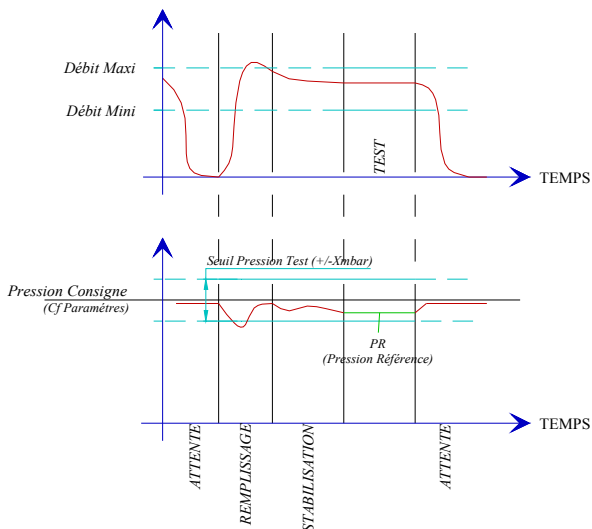 Débit Maxi
Débit Mini
TEST
TEMPS
Seuil Pression Test (+/-Xmbar)
Pression Consigne
(Cf Paramétres)
PR
(Pression Référence)
TEMPS
ATTENTE
REMPLISSAGE
STABILISATION
ATTENTE